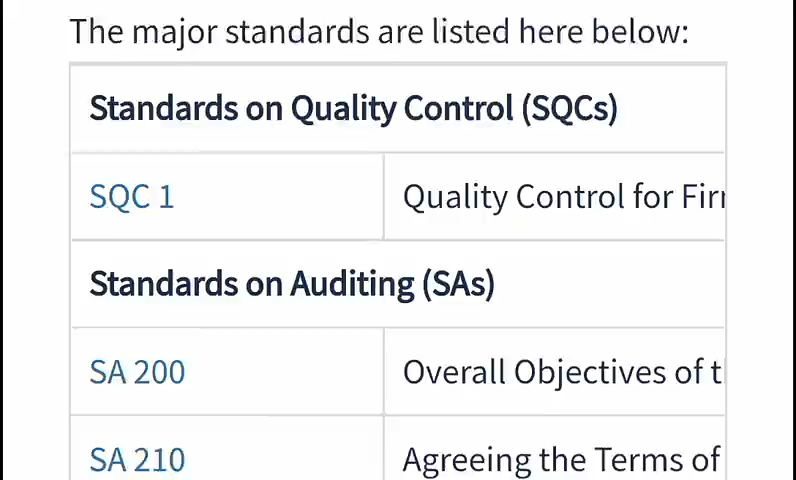 The major standards are listed here below:
Standards on Quality Control (SQCs)
SQC 1 Quality Control for
Standards on Auditing (SAs)
SA 200 Overall Objectives of
SA 210 Agreeing the Terms of